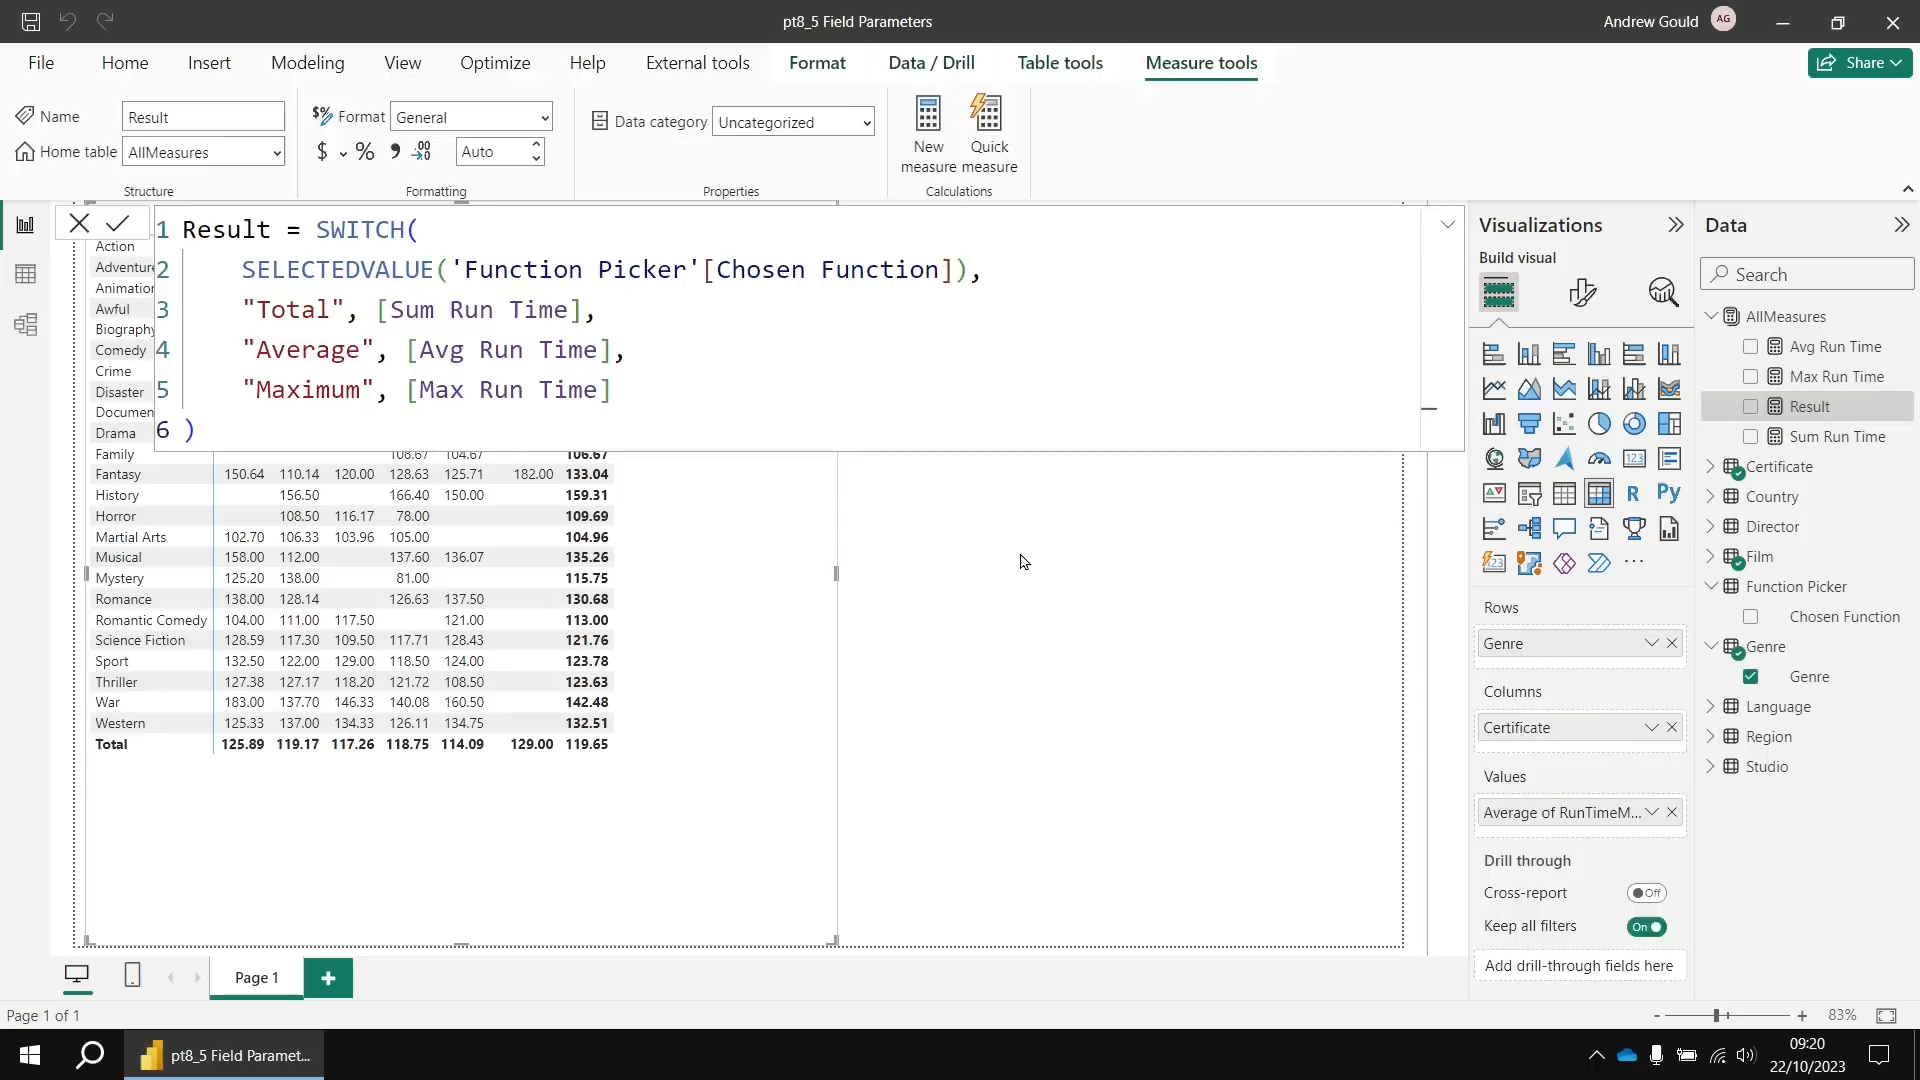 pt8_5 Field Parameters
Andrew Gould
AG
File
Home
Insert
Modeling
View
Optimize
Help
External tools
Format
Data / Drill
Table tools
Measure tools
Share
Name
Result
Home table
AllMeasures
Structure
Format
General
$ % , .00
Auto
Formatting
Data category
Uncategorized
Properties
New measure
Quick measure
Calculations
1 Result = SWITCH(
2 SELECTEDVALUE('Function Picker'[Chosen Function]),
3 "Total", [Sum Run Time],
4 "Average", [Avg Run Time],
5 "Maximum", [Max Run Time]
6 )
Action
Adventure
Animation
Awful
Biography
Comedy
Crime
Disaster
Documen
Drama
Family 108.67 104.67 106.67
Fantasy 150.64 110.14 120.00 128.63 125.71 182.00 133.04
History 156.50 166.40 150.00 159.31
Horror 108.50 116.17 78.00 109.69
Martial Arts 102.70 106.33 103.96 105.00 104.96
Musical 158.00 112.00 137.60 136.07 135.26
Mystery 125.20 138.00 81.00 115.75
Romance 138.00 128.14 126.63 137.50 130.68
Romantic Comedy 104.00 111.00 117.50 121.00 113.00
Science Fiction 128.59 117.30 109.50 117.71 128.43 121.76
Sport 132.50 122.00 129.00 118.50 124.00 123.78
Thriller 127.38 127.17 118.20 121.72 108.50 123.63
War 183.00 137.70 146.33 140.08 160.50 142.48
Western 125.33 137.00 134.33 126.11 134.75 132.51
Total 125.89 119.17 117.26 118.75 114.09 129.00 119.65
Visualizations
Build visual
123
R
Py
123
Rows
Genre
Columns
Certificate
Values
Average of RunTimeM...
Drill through
Cross-report
Off
Keep all filters
On
Add drill-through fields here
Data
Search
AllMeasures
Avg Run Time
Max Run Time
Result
Sum Run Time
Certificate
Country
Director
Film
Function Picker
Chosen Function
Genre
Genre
Language
Region
Studio
Page 1
Page 1 of 1
- + 83%
pt8_5 Field Paramet...
09:20
22/10/2023